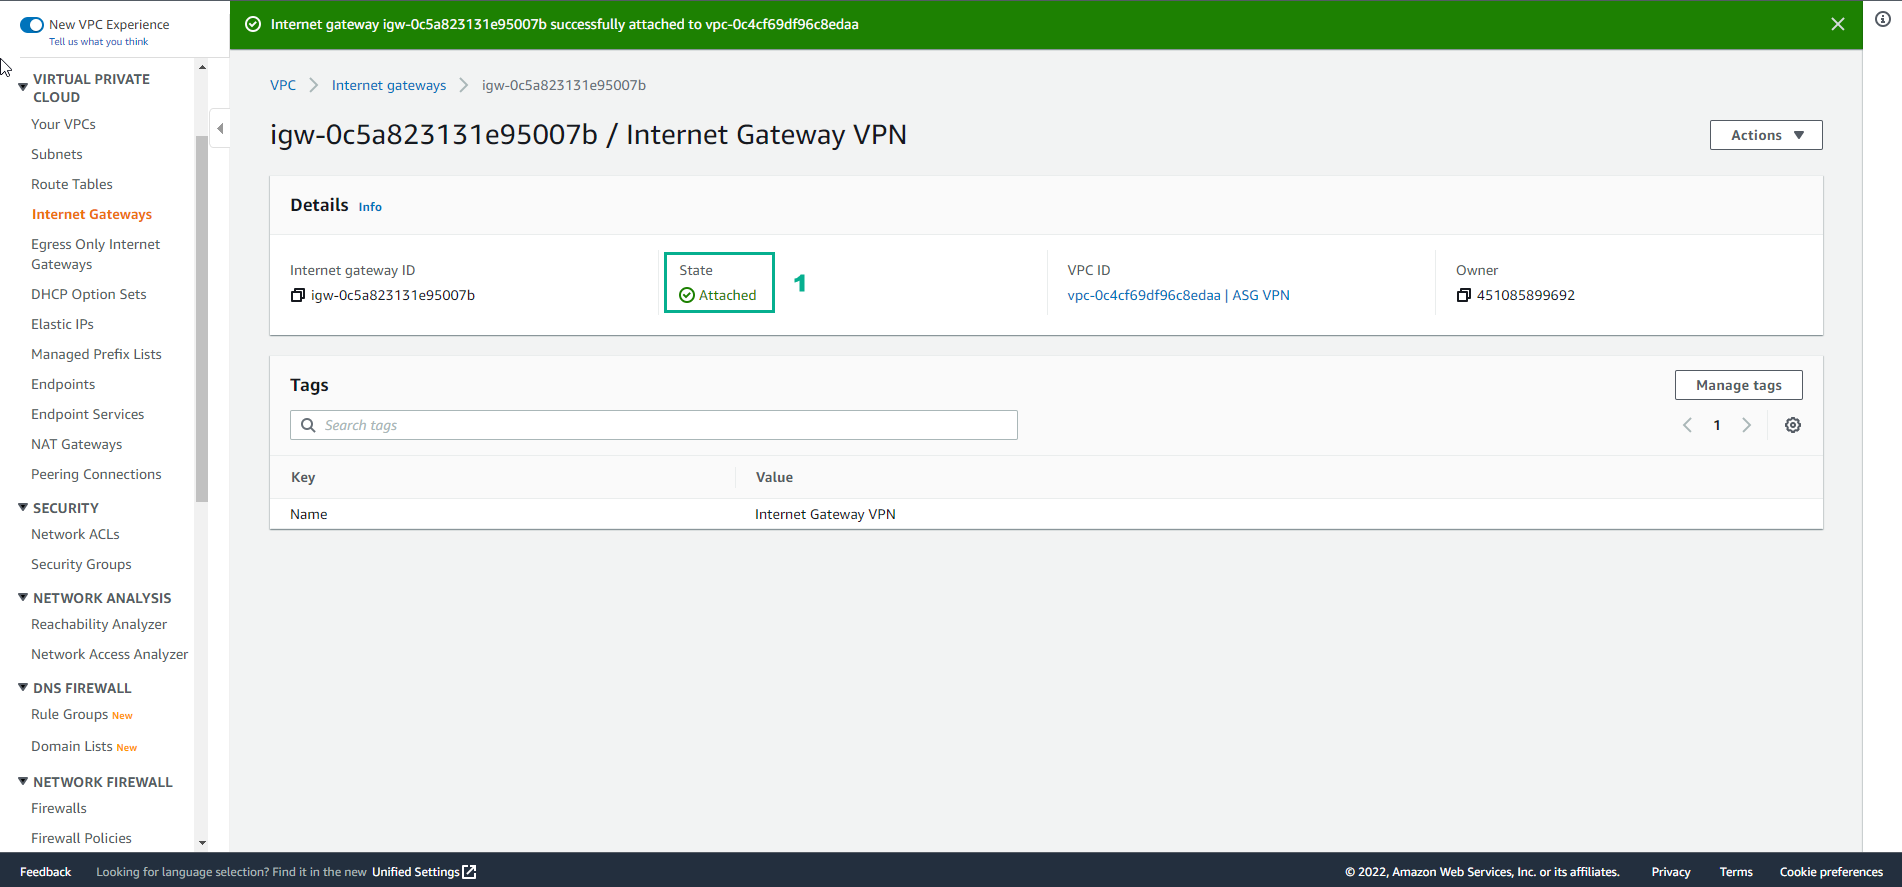 New VPC Experience
Tell us what you think
VIRTUAL PRIVATE
CLOUD
Your VPCs
Subnets
Route Tables
Internet Gateways
Egress Only Internet
Gateways
DHCP Option Sets
Elastic IPs
Managed Prefix Lists
Endpoints
Endpoint Services
NAT Gateways
Peering Connections
SECURITY
Network ACLs
Security Groups
NETWORK ANALYSIS
Reachability Analyzer
Network Access Analyzer
DNS FIREWALL
Rule Groups New
Domain Lists New
NETWORK FIREWALL
Firewalls
Firewall Policies
Internet gateway igw-0c5a823131e95007b successfully attached to vpc-0c4cf69df96c8edaa
VPC > Internet gateways > igw-0c5a823131e95007b
igw-0c5a823131e95007b / Internet Gateway VPN
Actions
Details Info
Internet gateway ID
igw-0c5a823131e95007b
State
Attached
1
VPC ID
vpc-0c4cf69df96c8edaa | ASG VPN
Owner
451085899692
Tags
Manage tags
Search tags
1
Key Value
Name Internet Gateway VPN
Feedback Looking for language selection? Find it in the new Unified Settings © 2022, Amazon Web Services, Inc. or its affiliates. Privacy Terms Cookie preferences